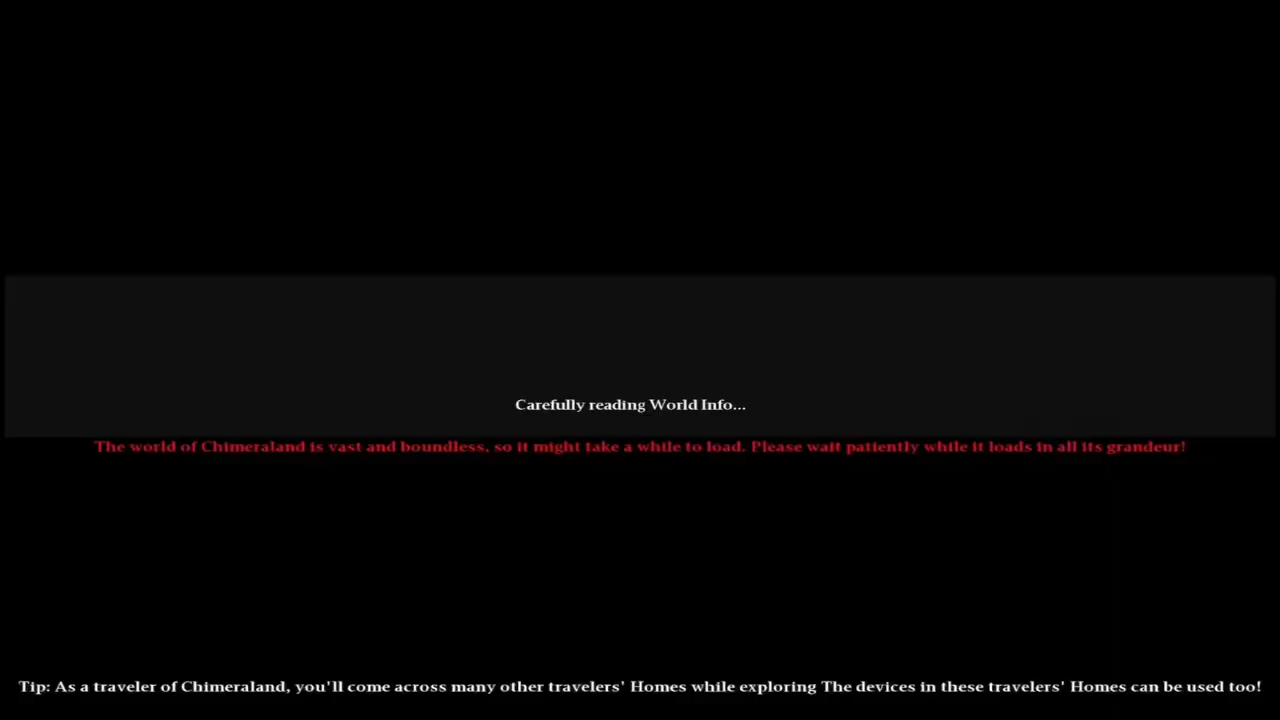 Carefully reading World Info...
The world of Chimeraland is vast and boundless, so it might take a while to load. Please wait patiently while it loads in all its grandeur!
Tip: As a traveler of Chimeraland, you'll come across many other travelers' Homes while exploring The devices in these travelers' Homes can be used too!